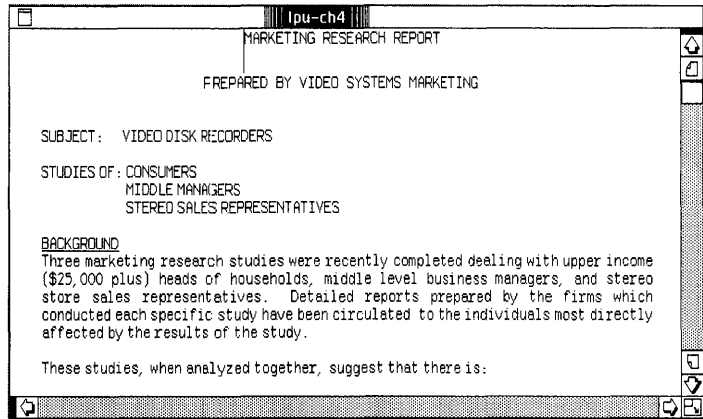 lpu-ch4
MARKETING RESEARCH REPORT
PREPARED BY VIDEO SYSTEMS MARKETING
SUBJECT: VIDEO DISK RECORDERS
STUDIES OF: CONSUMERS
MIDDLE MANAGERS
STEREO SALES REPRESENTATIVES
BACKGROUND
Three marketing research studies were recently completed dealing with upper income
($25,000 plus) heads of households, middle level business managers, and stereo
store sales representatives. Detailed reports prepared by the firms which
conducted each specific study have been circulated to the individuals most directly
affected by the results of the study.
These studies, when analyzed together, suggest that there is: